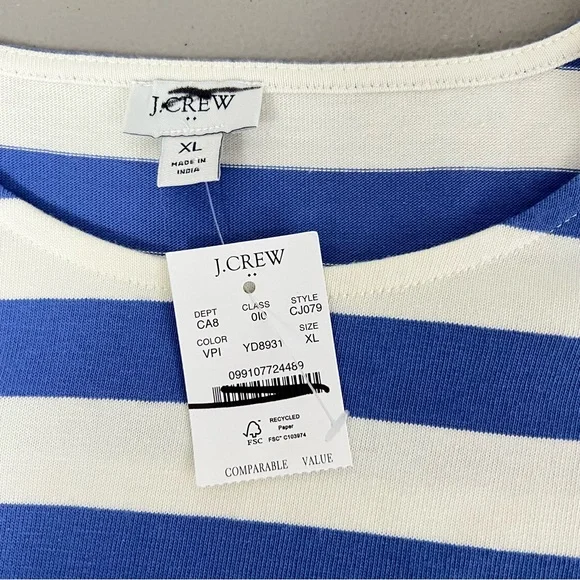 J.CREW
XL
MADE IN
INDIA
J.CREW
DEPT CLASS STYLE
CA8 010 CJ079
COLOR SIZE
VPI YD8931 XL
099107724489
RECYCLED
Paper
FSC FSC® C103974
COMPARABLE VALUE